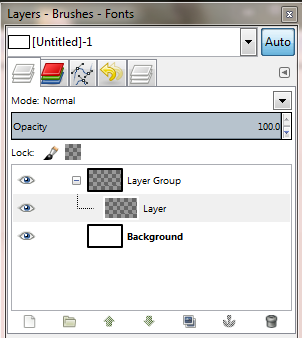 Layers - Brushes - Fonts
[Untitled]-1
Auto
Mode: Normal
Opacity 100.0
Lock:
Layer Group
Layer
Background